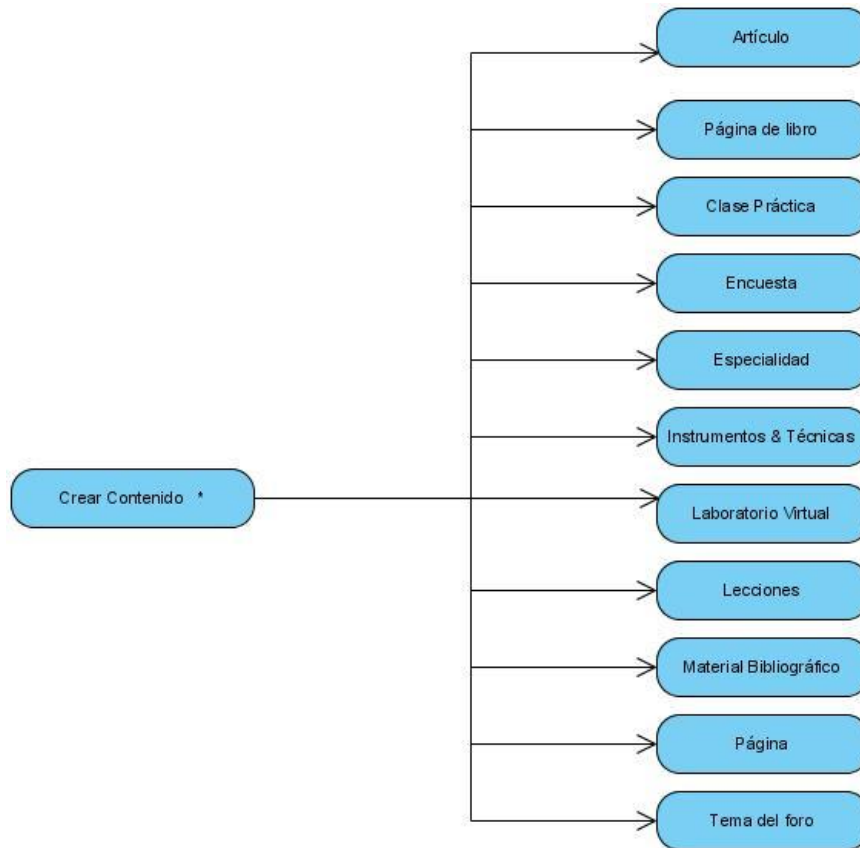 Artículo
Página de libro
Clase Práctica
Encuesta
Especialidad
Instrumentos & Técnicas
Crear Contenido *
Laboratorio Virtual
Lecciones
Material Bibliográfico
Página
Tema del foro